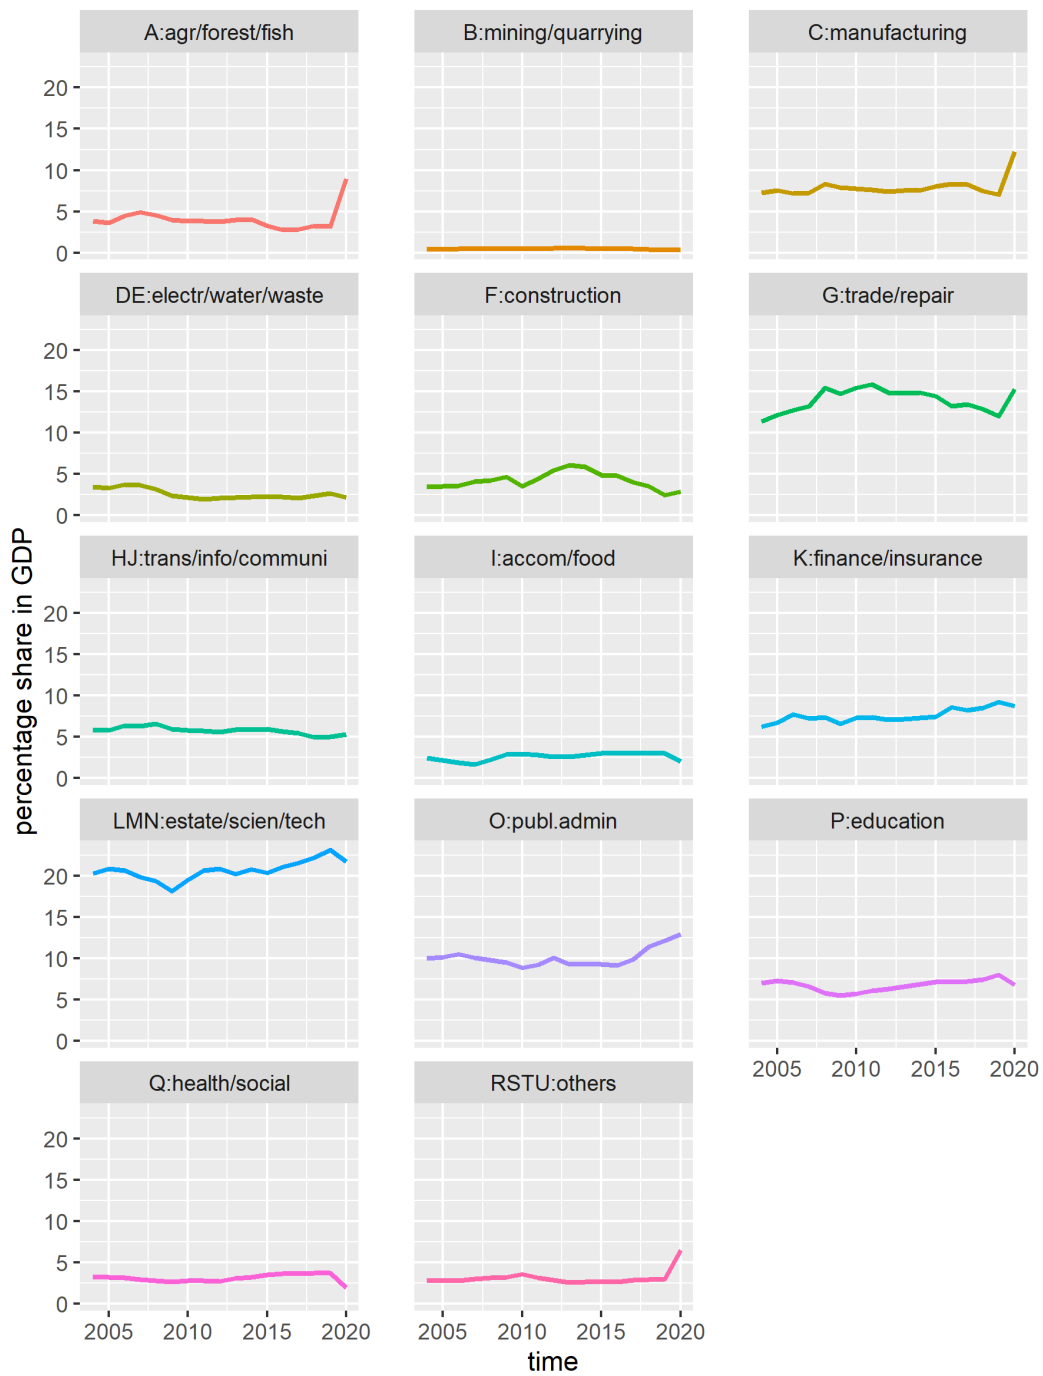 A:agr/forest/fish
B:mining/quarrying
C:manufacturing
20
15
10
5
0
DE:electr/water/waste
F:construction
G:trade/repair
20
15
10
5
0
percentage share in GDP
HJ:trans/info/communi
I:accom/food
K:finance/insurance
20
15
10
5
0
LMN:estate/scien/tech
O:publ.admin
P:education
20
15
10
5
0
2005 2010 2015 2020
Q:health/social
RSTU:others
20
15
10
5
0
2005 2010 2015 2020
2005 2010 2015 2020
time